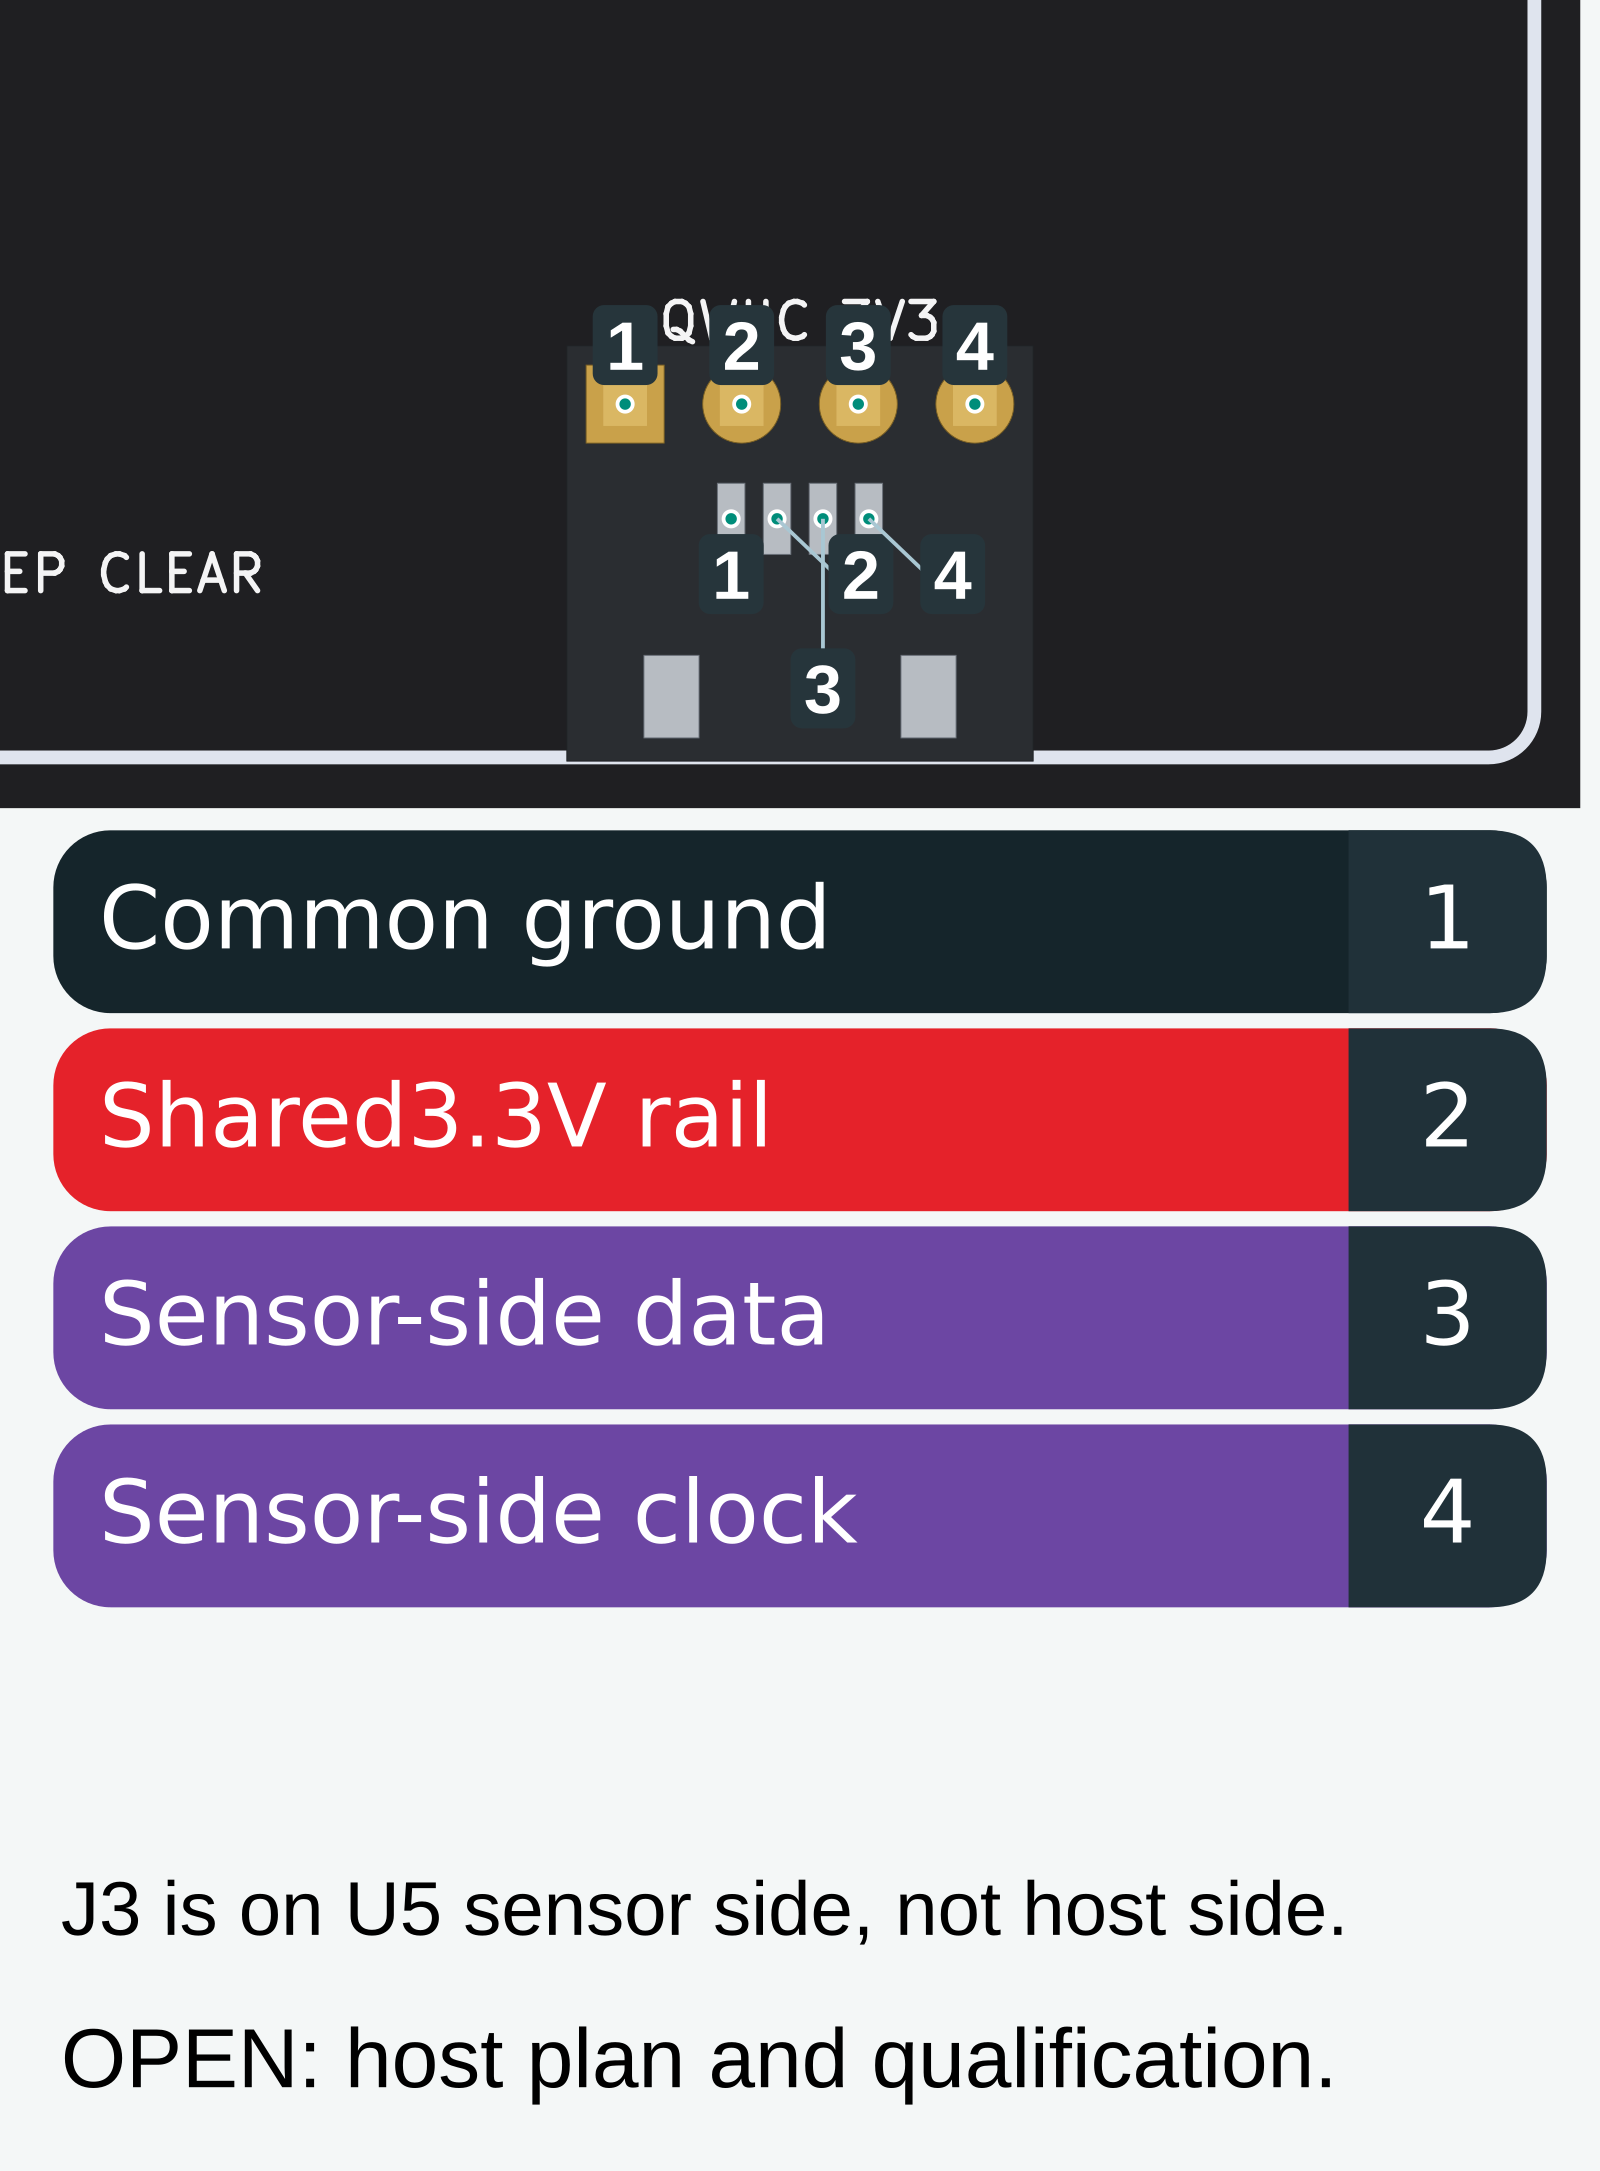 1 2 3 4
EP CLEAR
1 2 4
3
Common ground 1
Shared3.3V rail 2
Sensor-side data 3
Sensor-side clock 4
J3 is on U5 sensor side, not host side.
OPEN: host plan and qualification.